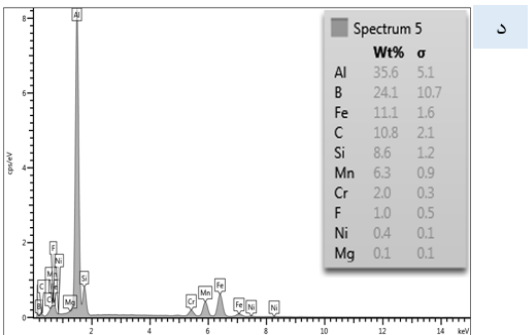 د
Spectrum 5
Wt% σ
Al 35.6 5.1
B 24.1 10.7
Fe 11.1 1.6
C 10.8 2.1
Si 8.6 1.2
Mn 6.3 0.9
Cr 2.0 0.3
F 1.0 0.5
Ni 0.4 0.1
Mg 0.1 0.1
cps/eV
8
6
4
2
0
Al
F
Ni
Mn
C
B
Mg
Si
Cr
Mn
Fe
Fe
Ni
Ni
2 4 6 8 10 12 14 keV